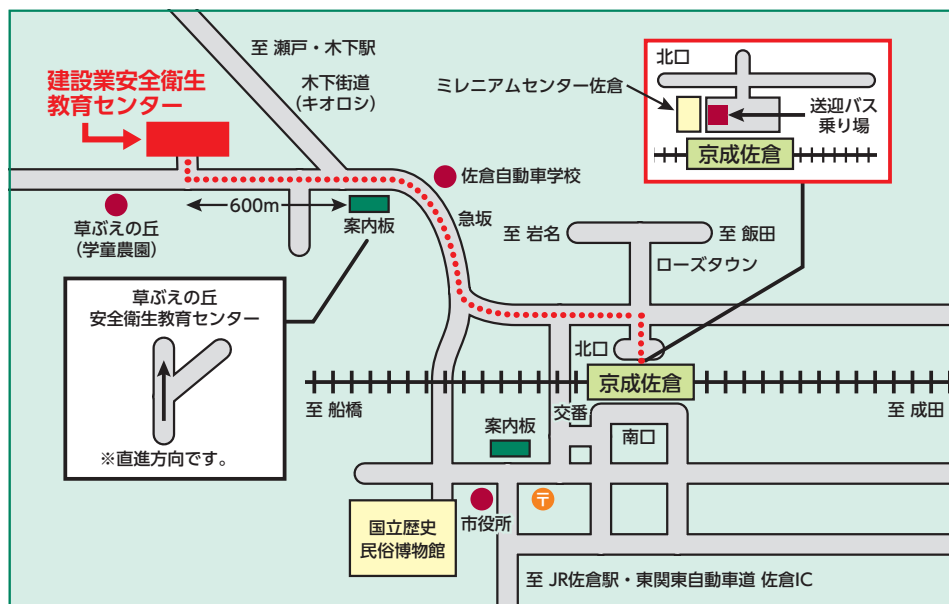 至 瀬戸・木下駅
木下街道
(キオロシ)
建設業安全衛生
教育センター
北口
ミレニアムセンター佐倉
送迎バス
乗り場
京成佐倉
佐倉自動車学校
600m
案内板
急坂
草ぶえの丘
(学童農園)
至 岩名
至 飯田
ローズタウン
草ぶえの丘
安全衛生教育センター
※直進方向です。
北口
京成佐倉
至 船橋
交番
至 成田
案内板
南口
市役所
〒
国立歴史
民俗博物館
至 JR佐倉駅・東関東自動車道 佐倉IC